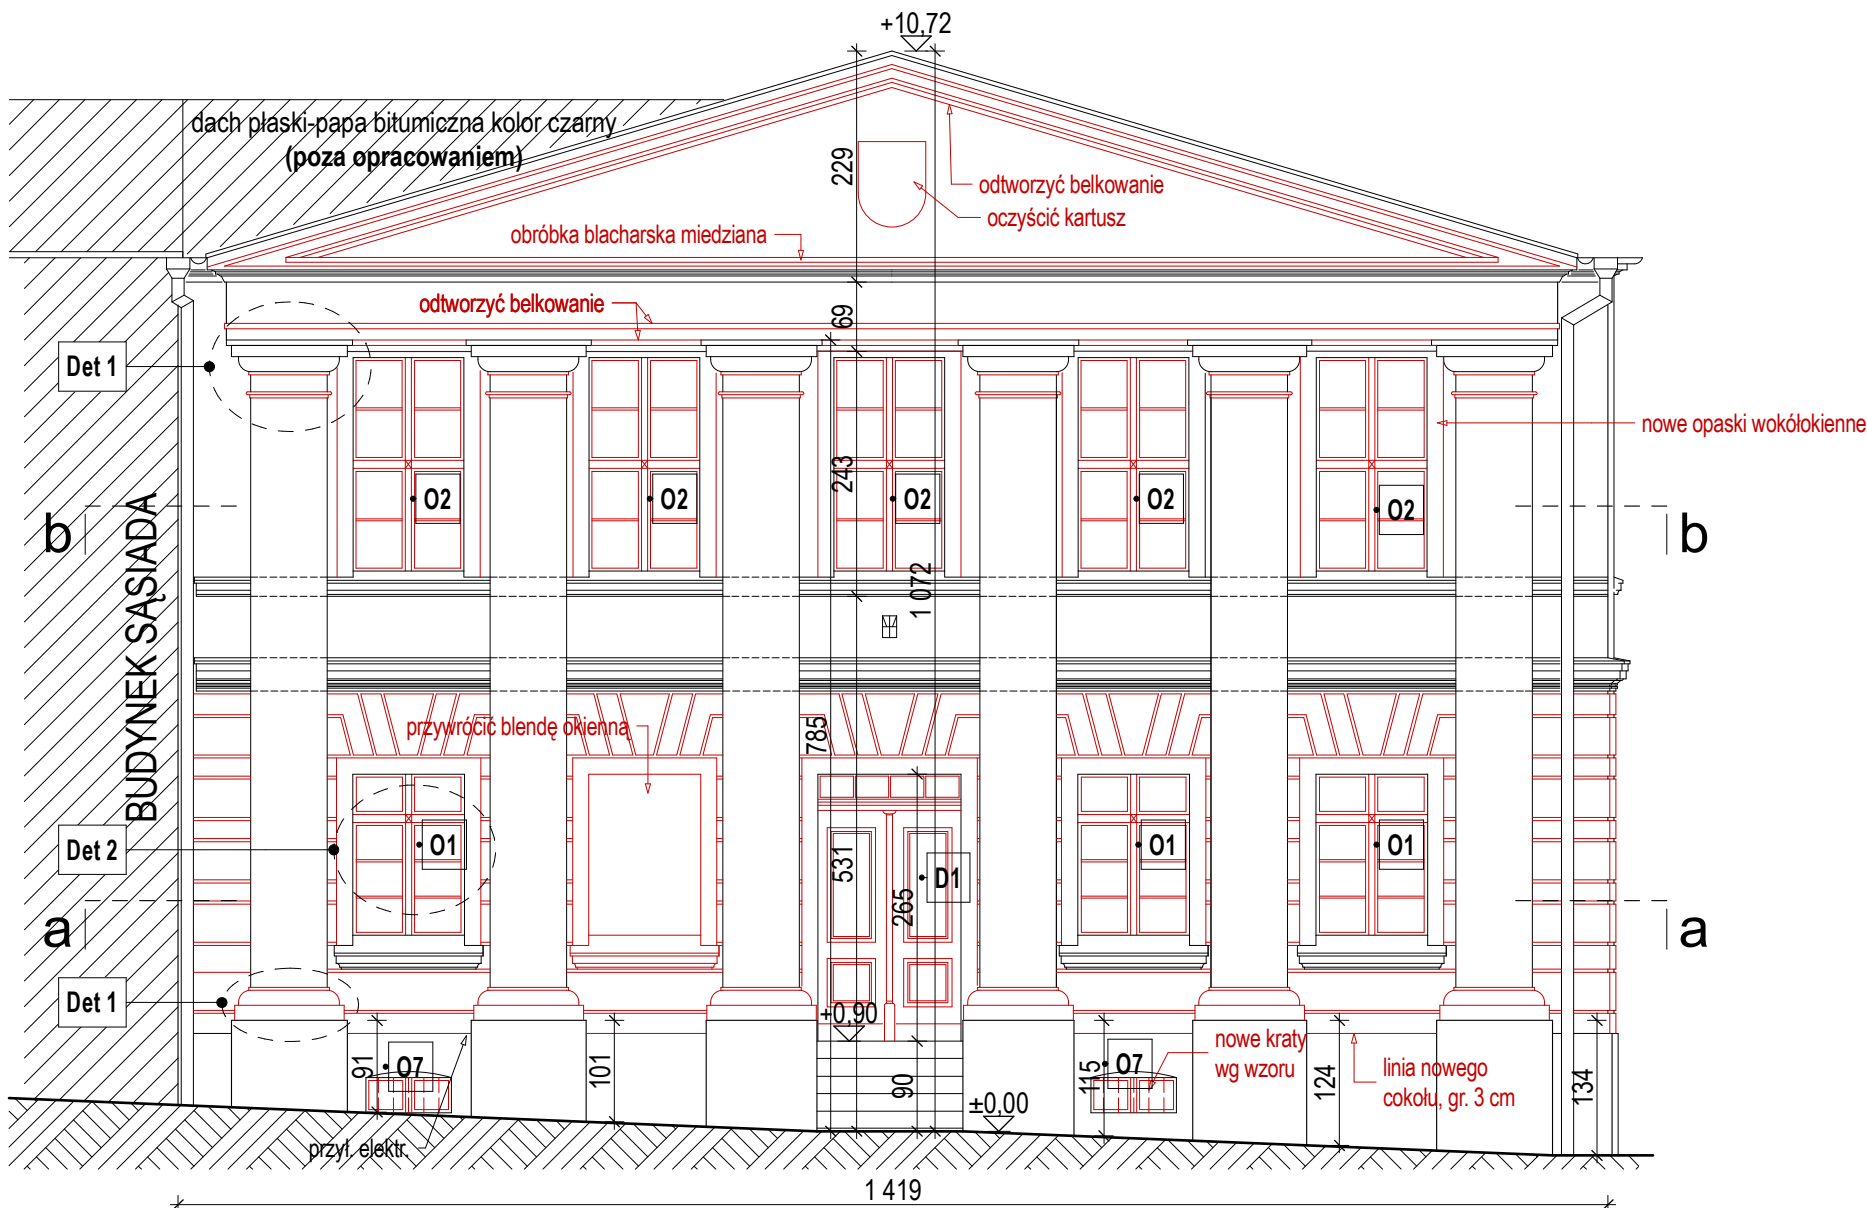 +10,72
dach płaski-papa bitumiczna kolor czarny
(poza opracowaniem)
229
odtworzyć belkowanie
oczyścić kartusz
obróbka blacharska miedziana
odtworzyć belkowanie
69
Det 1
nowe opaski wokółokienne
243
O2
O2
O2
O2
O2
b
b
BUDYNEK SĄSIADA
1 072
przywrócić blendę okienną
785
Det 2
O1
O1
O1
531
265
D1
a
a
Det 1
+0,90
91
O7
101
90
±0,00
115
O7
nowe kraty
wg wzoru
124
linia nowego
cokołu, gr. 3 cm
134
przył. elektr.
1 419